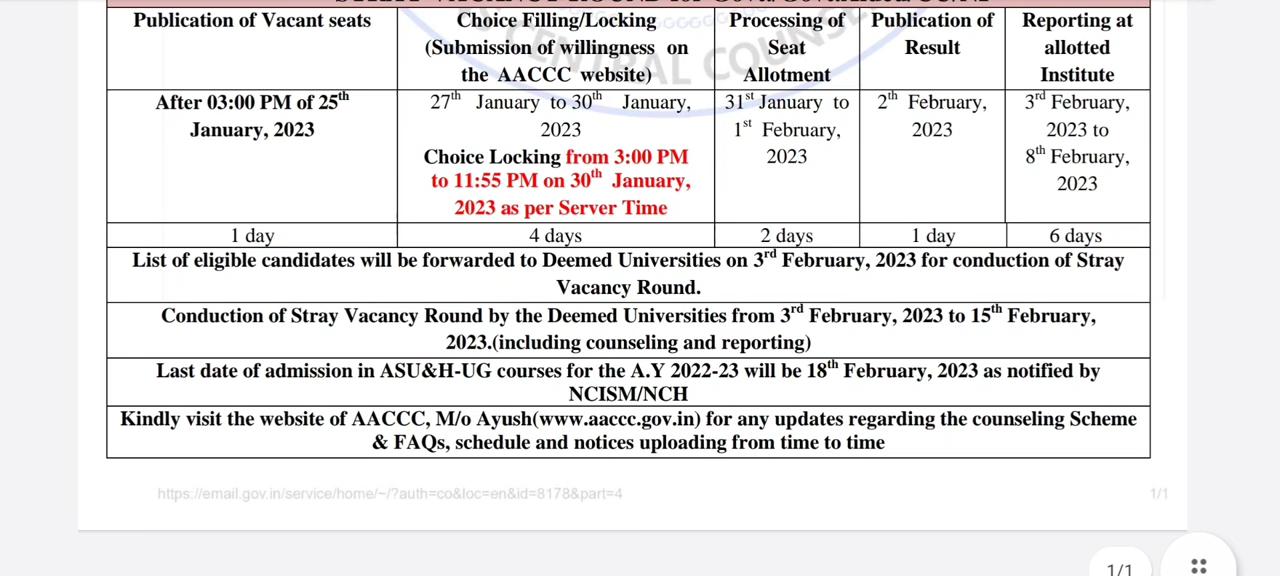 Publication of Vacant seats
Choice Filling/Locking
(Submission of willingness on
the AACCC website)
Processing of
Seat
Allotment
Publication of
Result
Reporting at
allotted
Institute
After 03:00 PM of 25th
January, 2023
27th January to 30th January,
2023
Choice Locking from 3:00 PM
to 11:55 PM on 30th January,
2023 as per Server Time
31st January to
1st February,
2023
2th February,
2023
3rd February,
2023 to
8th February,
2023
1 day
4 days
2 days
1 day
6 days
List of eligible candidates will be forwarded to Deemed Universities on 3rd February, 2023 for conduction of Stray
Vacancy Round.
Conduction of Stray Vacancy Round by the Deemed Universities from 3rd February, 2023 to 15th February,
2023.(including counseling and reporting)
Last date of admission in ASU&H-UG courses for the A.Y 2022-23 will be 18th February, 2023 as notified by
NCISM/NCH
Kindly visit the website of AACCC, M/o Ayush(www.aaccc.gov.in) for any updates regarding the counseling Scheme
& FAQs, schedule and notices uploading from time to time
https://email.gov.in/service/home/~/?auth=co&loc=en&id=8178&part=4
1/1
1/1